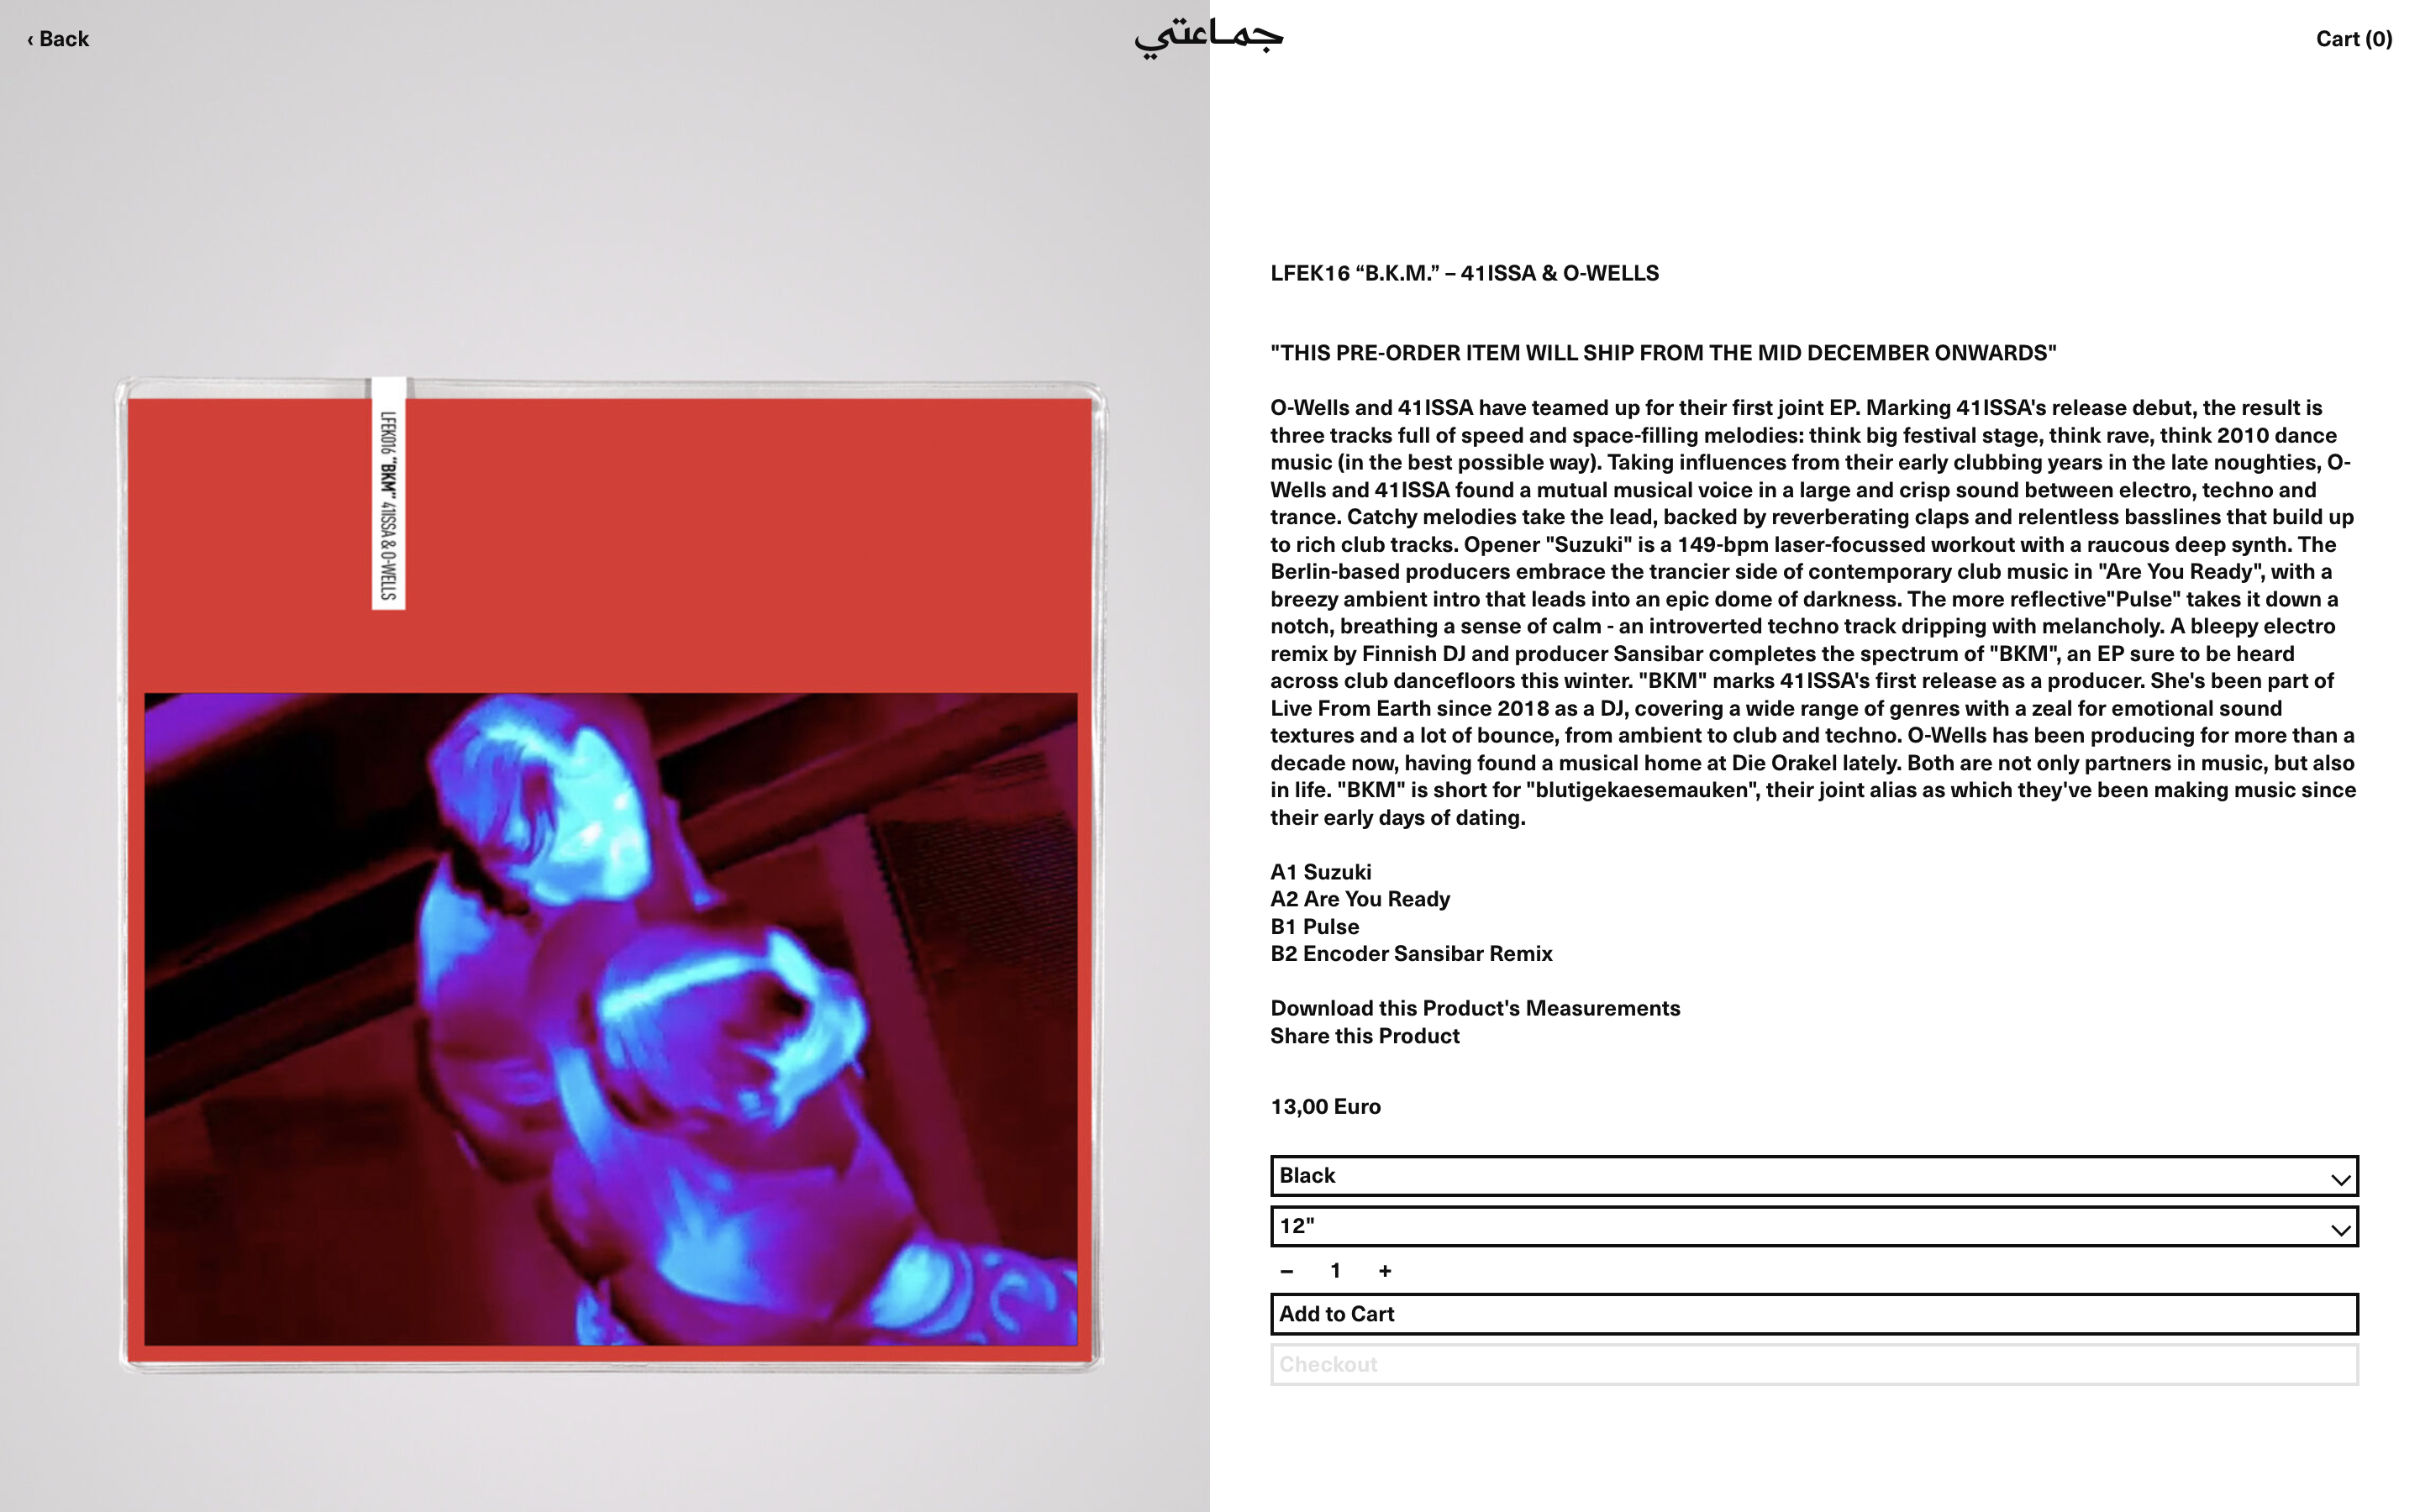 ‹ Back
جماعتي
Cart (0)
LFEK016 "BKM" 41ISSA & O-WELLS
LFEK16 “B.K.M.” – 41ISSA & O-WELLS
"THIS PRE-ORDER ITEM WILL SHIP FROM THE MID DECEMBER ONWARDS"
O-Wells and 41ISSA have teamed up for their first joint EP. Marking 41ISSA's release debut, the result is
three tracks full of speed and space-filling melodies: think big festival stage, think rave, think 2010 dance
music (in the best possible way). Taking influences from their early clubbing years in the late noughties, O-
Wells and 41ISSA found a mutual musical voice in a large and crisp sound between electro, techno and
trance. Catchy melodies take the lead, backed by reverberating claps and relentless basslines that build up
to rich club tracks. Opener "Suzuki" is a 149-bpm laser-focussed workout with a raucous deep synth. The
Berlin-based producers embrace the trancier side of contemporary club music in "Are You Ready", with a
breezy ambient intro that leads into an epic dome of darkness. The more reflective"Pulse" takes it down a
notch, breathing a sense of calm - an introverted techno track dripping with melancholy. A bleepy electro
remix by Finnish DJ and producer Sansibar completes the spectrum of "BKM", an EP sure to be heard
across club dancefloors this winter. "BKM" marks 41ISSA's first release as a producer. She's been part of
Live From Earth since 2018 as a DJ, covering a wide range of genres with a zeal for emotional sound
textures and a lot of bounce, from ambient to club and techno. O-Wells has been producing for more than a
decade now, having found a musical home at Die Orakel lately. Both are not only partners in music, but also
in life. "BKM" is short for "blutigekaesemauken", their joint alias as which they've been making music since
their early days of dating.
A1 Suzuki
A2 Are You Ready
B1 Pulse
B2 Encoder Sansibar Remix
Download this Product's Measurements
Share this Product
13,00 Euro
Black
12"
– 1 +
Add to Cart
Checkout